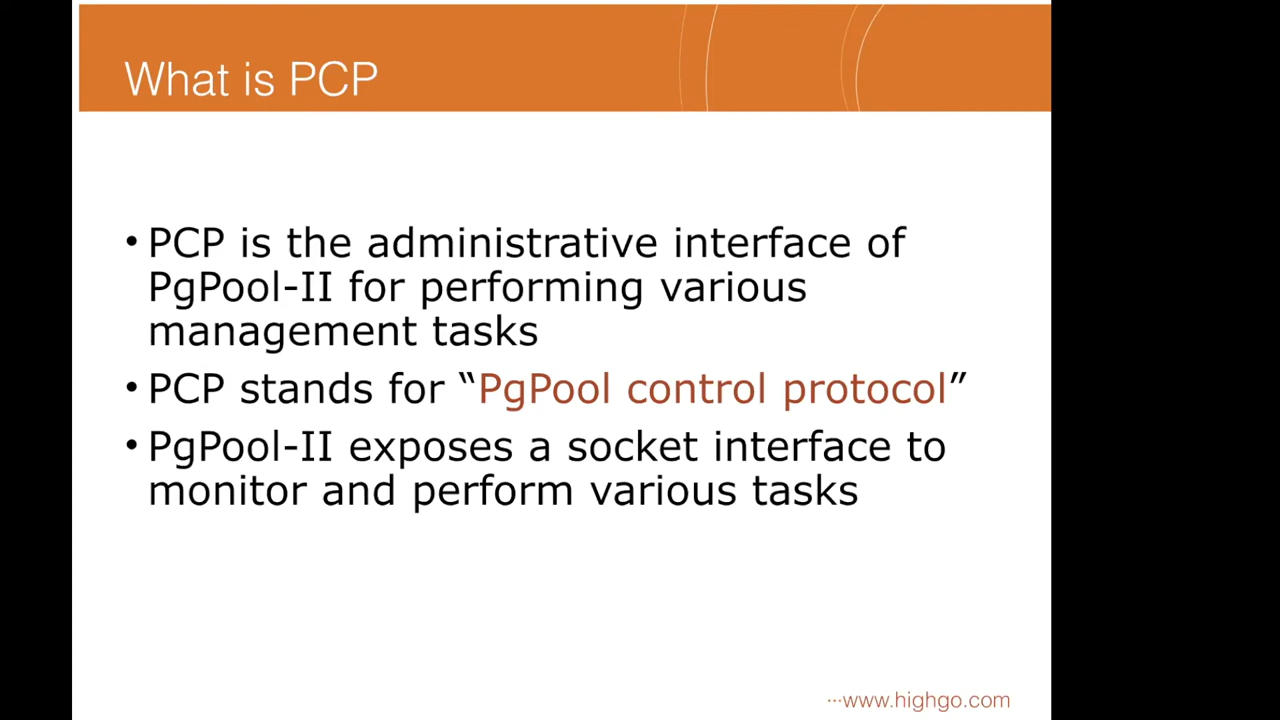 What is PCP
• PCP is the administrative interface of
PgPool-II for performing various
management tasks
• PCP stands for “PgPool control protocol”
• PgPool-II exposes a socket interface to
monitor and perform various tasks
···www.highgo.com